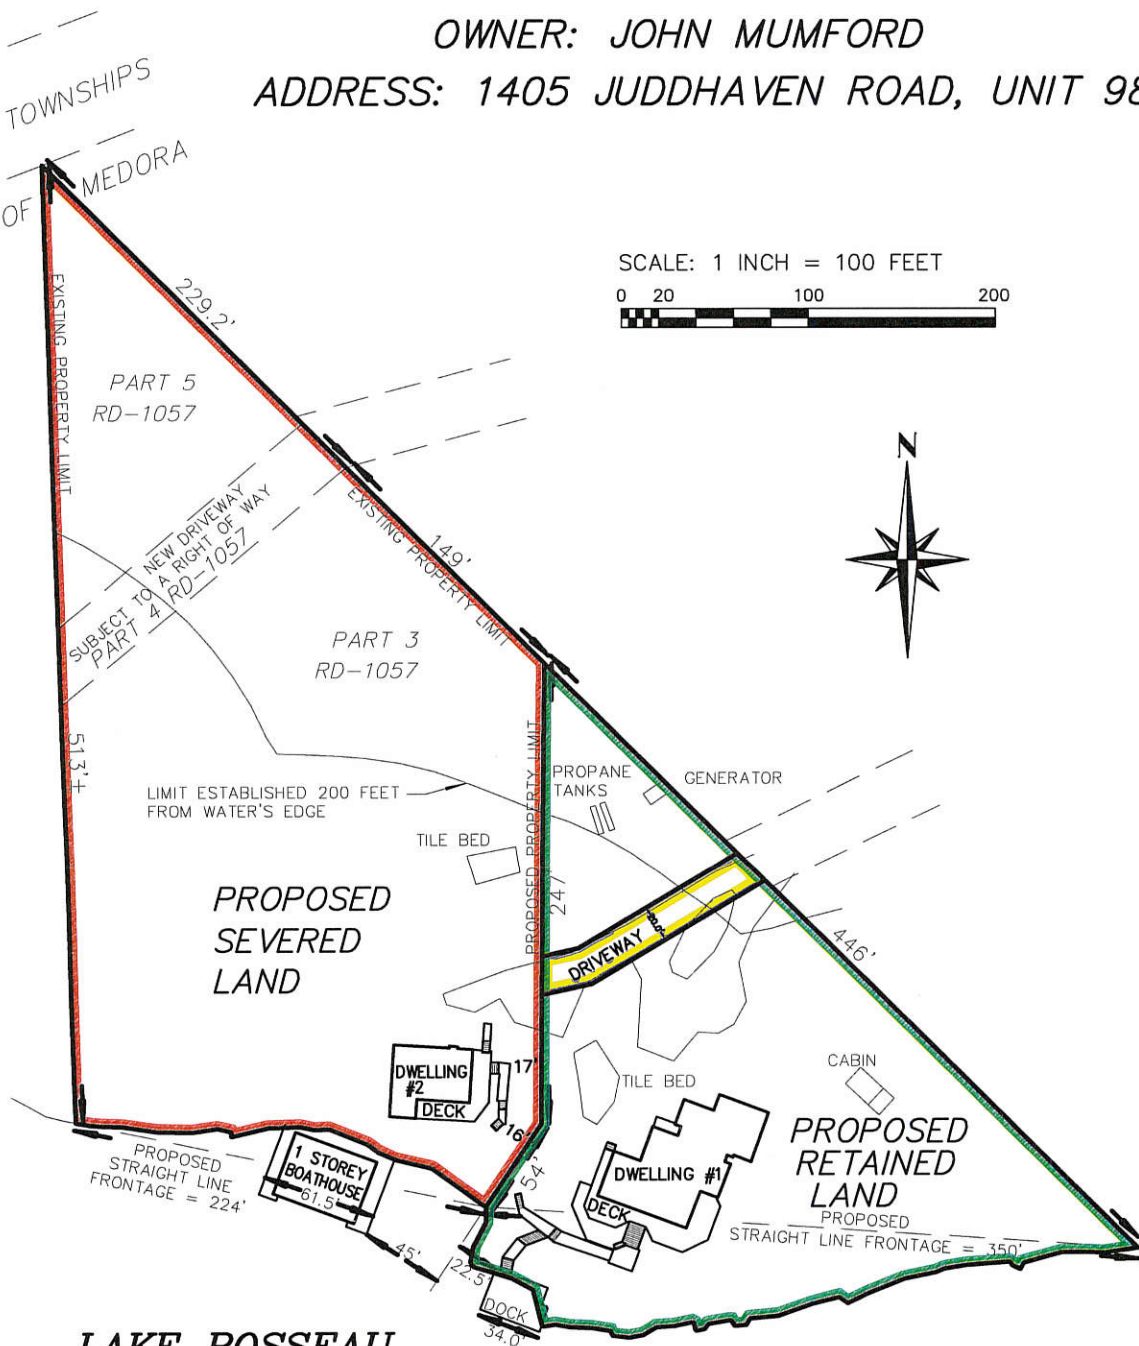 OWNER: JOHN MUMFORD
ADDRESS: 1405 JUDDHAVEN ROAD, UNIT 98
TOWNSHIPS
OF MEDORA
SCALE: 1 INCH = 100 FEET
0 20 100 200
N
229.2'
EXISTING PROPERTY LIMIT
PART 5
RD-1057
NEW DRIVEWAY
SUBJECT TO A RIGHT OF WAY
PART 4 RD-1057
EXISTING PROPERTY LIMIT
149'
PART 3
RD-1057
513'±
LIMIT ESTABLISHED 200 FEET
FROM WATER'S EDGE
PROPOSED PROPERTY LIMIT
247'
PROPANE
TANKS
GENERATOR
TILE BED
PROPOSED
SEVERED
LAND
20.0'
DRIVEWAY
446'
DWELLING
#2
DECK
17'
16'
TILE BED
CABIN
PROPOSED
RETAINED
LAND
DWELLING #1
DECK
54'
PROPOSED
STRAIGHT LINE
FRONTAGE = 224'
1 STOREY
BOATHOUSE
61.5'
45'
22.5'
DOCK
34.0'
PROPOSED
STRAIGHT LINE FRONTAGE = 350'
LAKE ROSSEAU